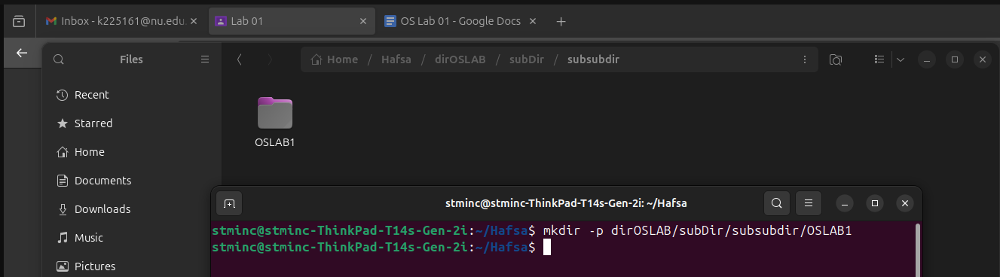 Inbox - k225161@nu.edu. Lab 01 OS Lab 01 - Google Docs
Files Home / Hafsa / dirOSLAB / subDir / subsubdir
Recent
Starred
OSLAB1
Home
Documents
Downloads
stminc@stminc-ThinkPad-T14s-Gen-2i: ~/Hafsa
stminc@stminc-ThinkPad-T14s-Gen-2i:~/Hafsa$ mkdir -p dirOSLAB/subDir/subsubdir/OSLAB1
Music
stminc@stminc-ThinkPad-T14s-Gen-2i:~/Hafsa$
Pictures